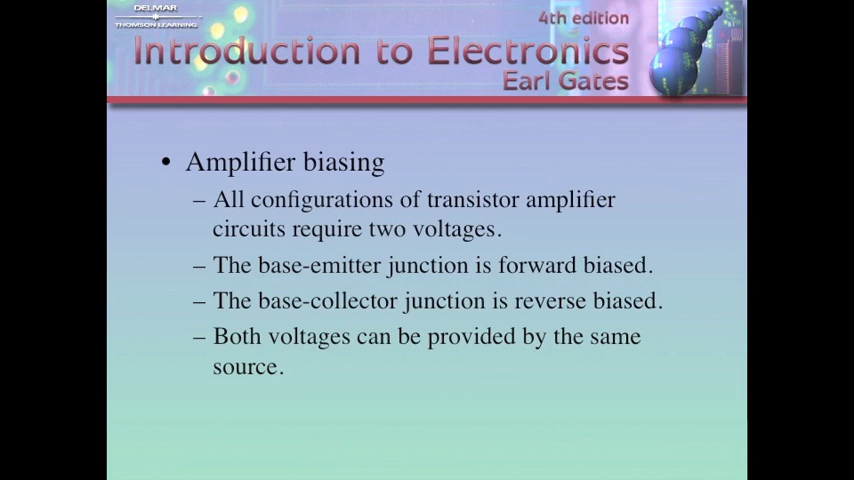 DELMAR
THOMSON LEARNING
4th edition
Introduction to Electronics
Earl Gates
• Amplifier biasing
– All configurations of transistor amplifier
circuits require two voltages.
– The base-emitter junction is forward biased.
– The base-collector junction is reverse biased.
– Both voltages can be provided by the same
source.